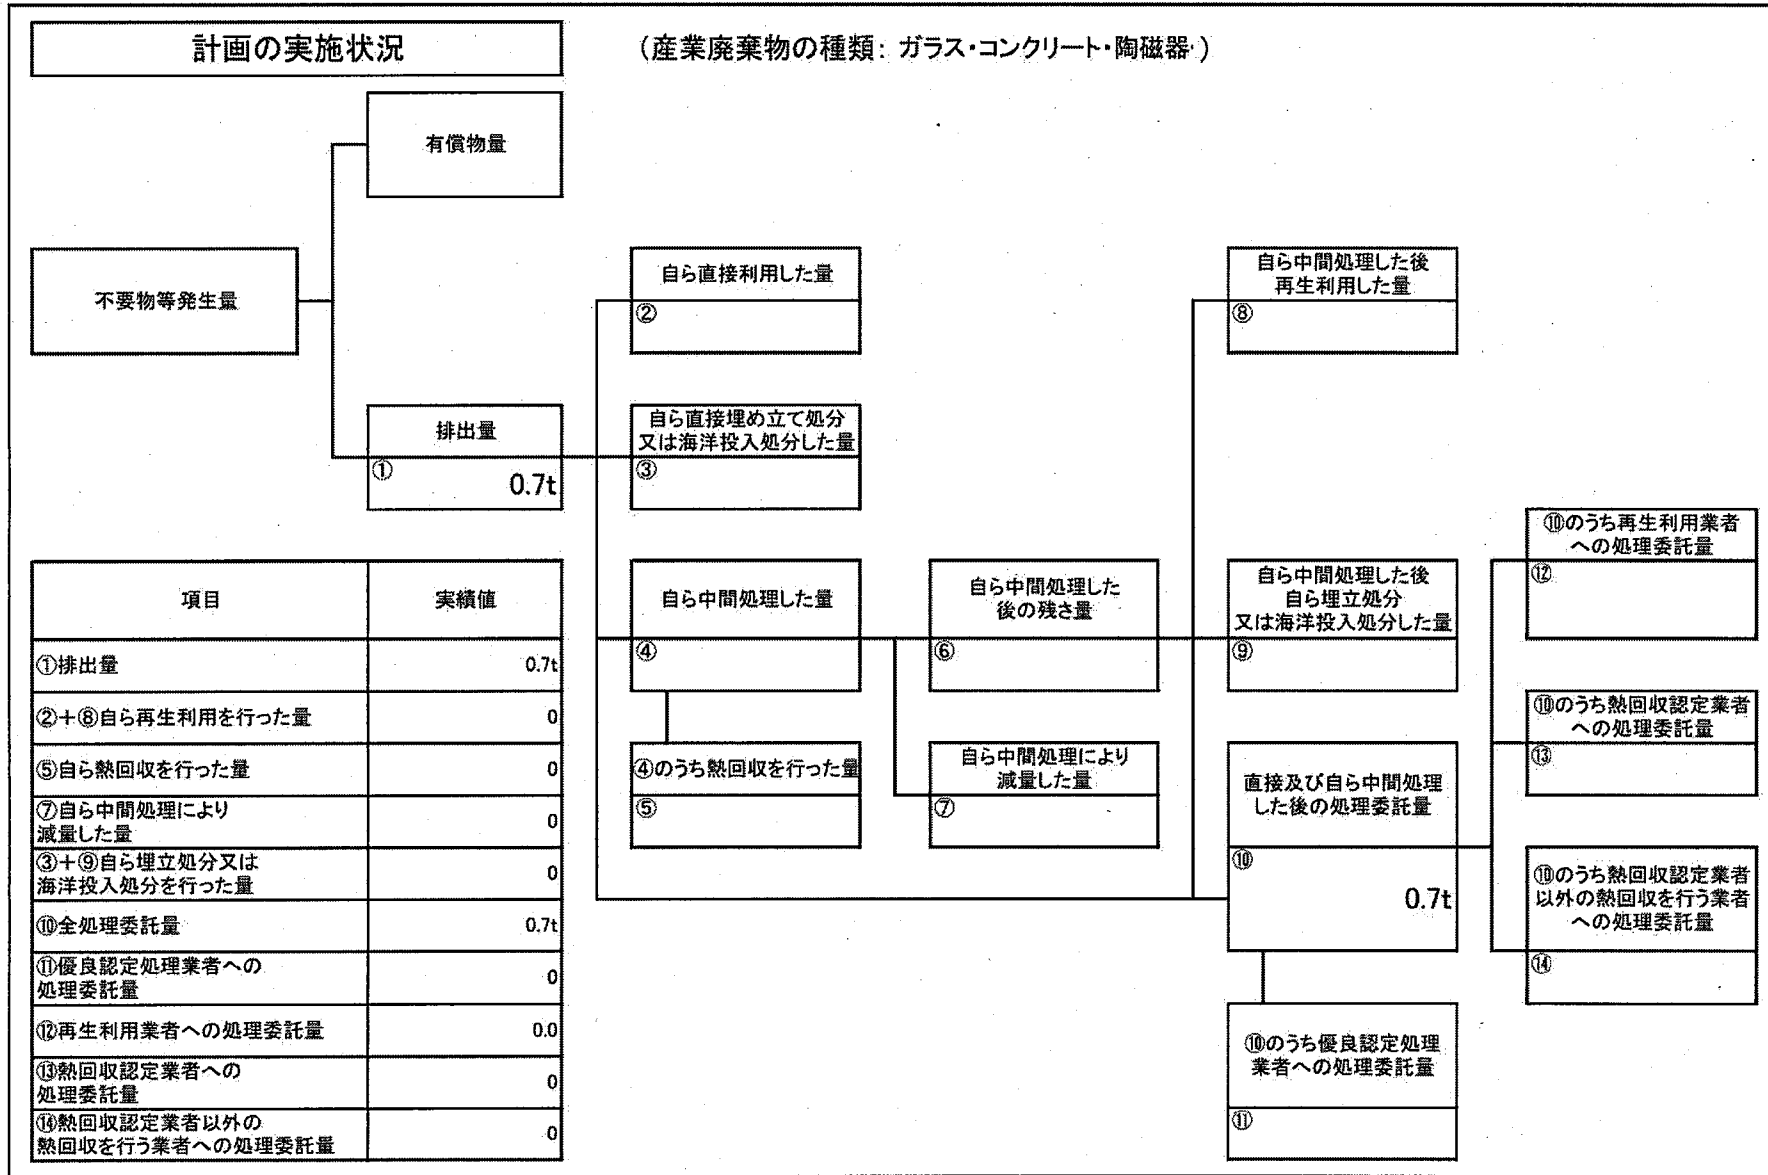 計画の実施状況
(産業廃棄物の種類: ガラス・コンクリート・陶磁器)
有償物量
不要物等発生量
排出量
①
0.7t
自ら直接利用した量
②
自ら直接埋め立て処分
又は海洋投入処分した量
③
自ら中間処理した量
④
④のうち熱回収を行った量
⑤
自ら中間処理した
後の残さ量
⑥
自ら中間処理により
減量した量
⑦
自ら中間処理した後
再生利用した量
⑧
自ら中間処理した後
自ら埋立処分
又は海洋投入処分した量
⑨
直接及び自ら中間処理
した後の処理委託量
⑩
0.7t
⑩のうち優良認定処理
業者への処理委託量
⑪
⑩のうち再生利用業者
への処理委託量
⑫
⑩のうち熱回収認定業者
への処理委託量
⑬
⑩のうち熱回収認定業者
以外の熱回収を行う業者
への処理委託量
⑭
項目 実績値
①排出量 0.7t
②+⑧自ら再生利用を行った量 0
⑤自ら熱回収を行った量 0
⑦自ら中間処理により
減量した量 0
③+⑨自ら埋立処分又は
海洋投入処分を行った量 0
⑩全処理委託量 0.7t
⑪優良認定処理業者への
処理委託量 0
⑫再生利用業者への処理委託量 0.0
⑬熱回収認定業者への
処理委託量 0
⑭熱回収認定業者以外の
熱回収を行う業者への処理委託量 0